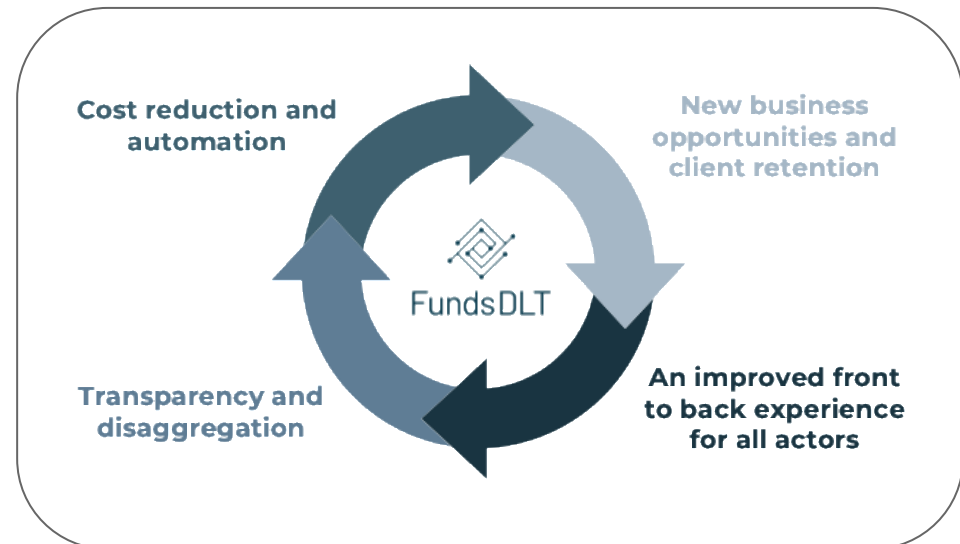 Cost reduction and
automation
New business
opportunities and
client retention
FundsDLT
Transparency and
disaggregation
An improved front
to back experience
for all actors